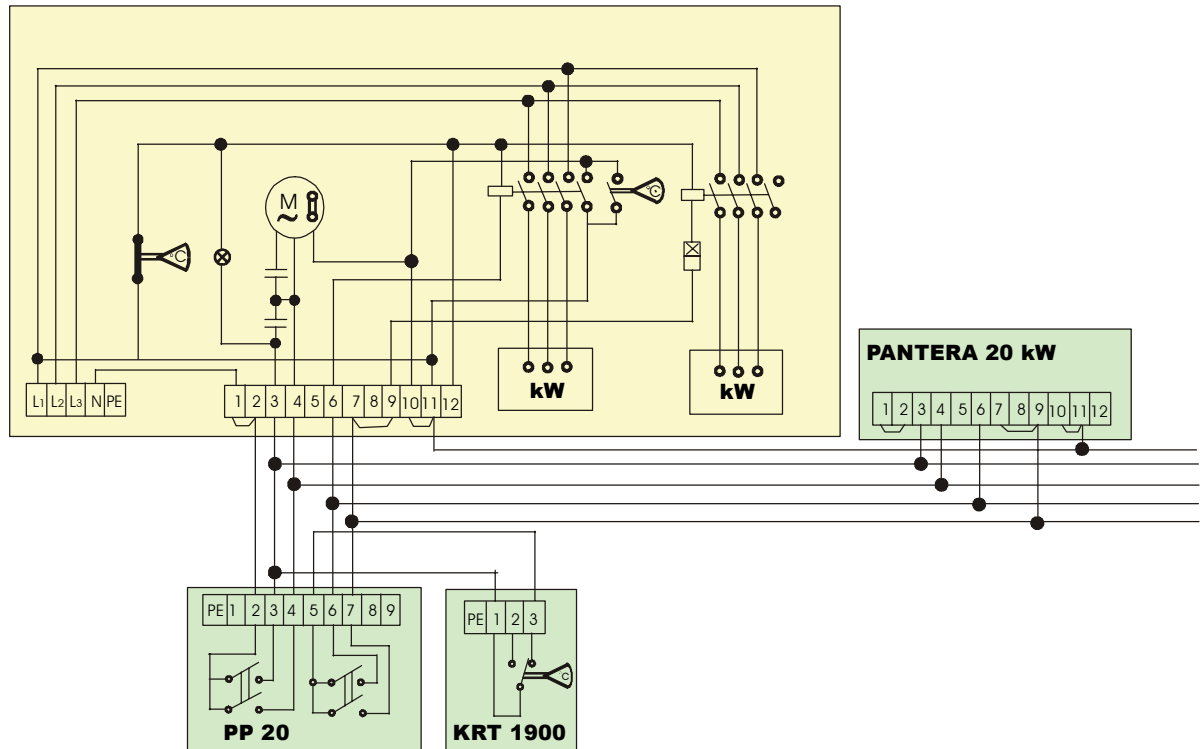 M
~
°C
°C
kW
kW
L1 L2 L3 N PE
1 2 3 4 5 6 7 8 9 10 11 12
PANTERA 20 kW
1 2 3 4 5 6 7 8 9 10 11 12
PE 1 2 3 4 5 6 7 8 9
PP 20
PE 1 2 3
°C
KRT 1900